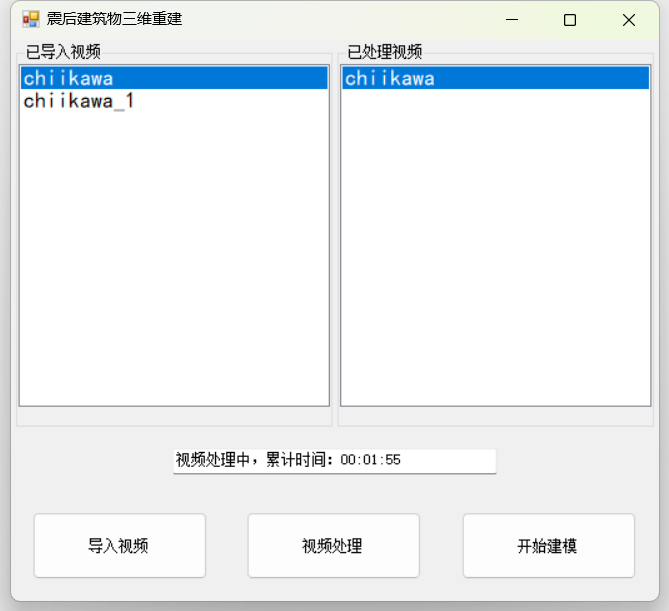 震后建筑物三维重建
已导入视频
chiikawa
chiikawa_1
已处理视频
chiikawa
视频处理中，累计时间：00:01:55
导入视频
视频处理
开始建模